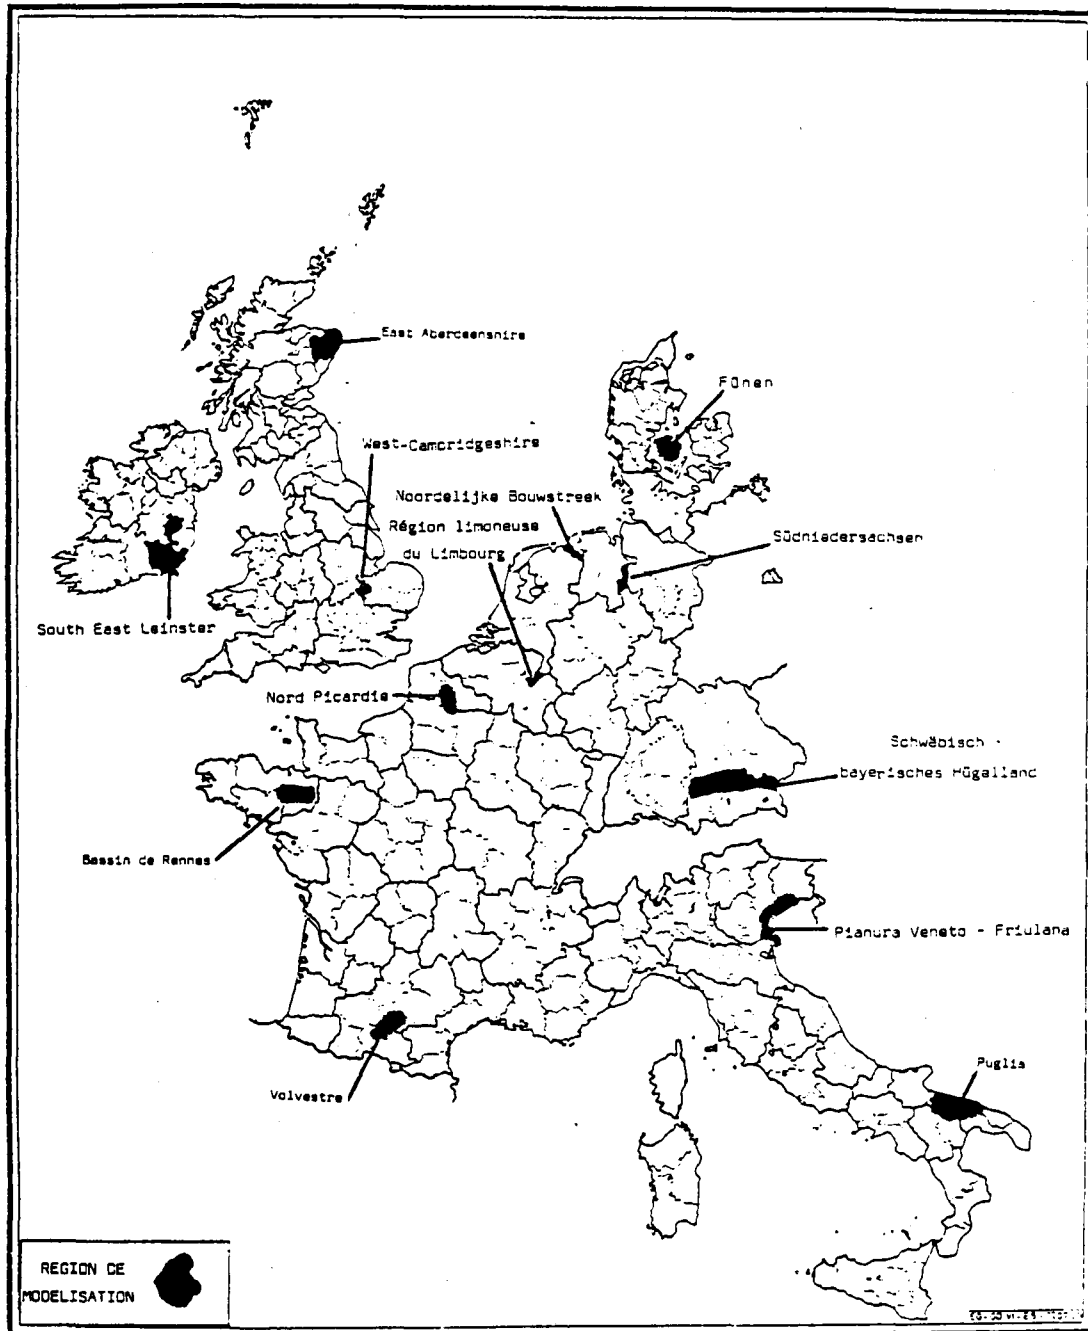 East Aberdeenshire
Fünen
West-Cambridgeshire
Noordelijke Bouwstreek
Région limoneuse
du Limbourg
Südniedersachsen
South East Leinster
Nord Picardie
Schwäbisch -
bayerisches Hügelland
Bassin de Rennes
Pianura Veneto - Friulana
Volvestre
Puglia
REGION DE
MODELISATION